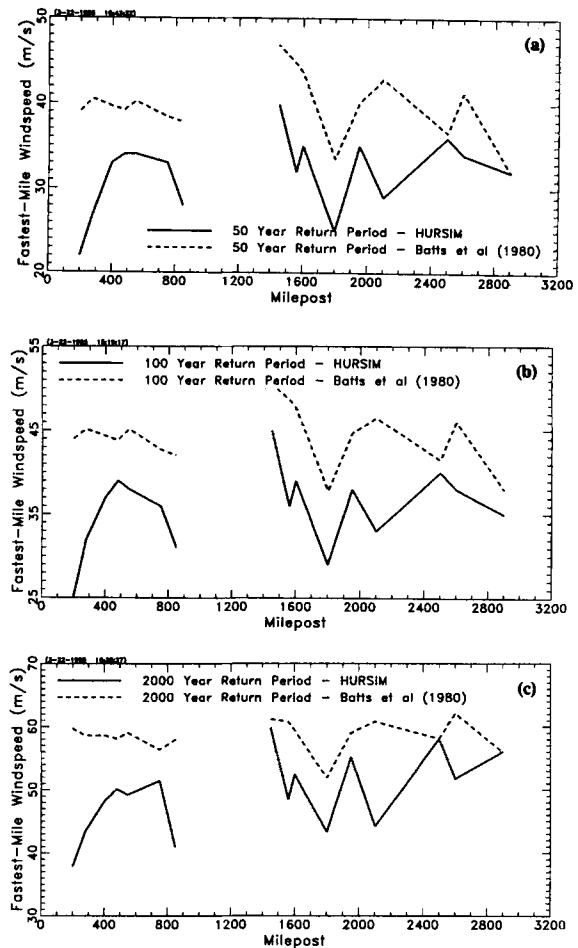 (a)
Fastest-Mile Windspeed (m/s)
50
40
30
20
50 Year Return Period - HURSIM
50 Year Return Period - Batts et al (1980)
0 400 800 1200 1600 2000 2400 2800 3200
Milepost
(b)
Fastest-Mile Windspeed (m/s)
55
45
35
25
100 Year Return Period - HURSIM
100 Year Return Period - Batts et al (1980)
0 400 800 1200 1600 2000 2400 2800 3200
Milepost
(c)
Fastest-Mile Windspeed (m/s)
70
60
50
40
30
2000 Year Return Period - HURSIM
2000 Year Return Period - Batts et al (1980)
0 400 800 1200 1600 2000 2400 2800 3200
Milepost